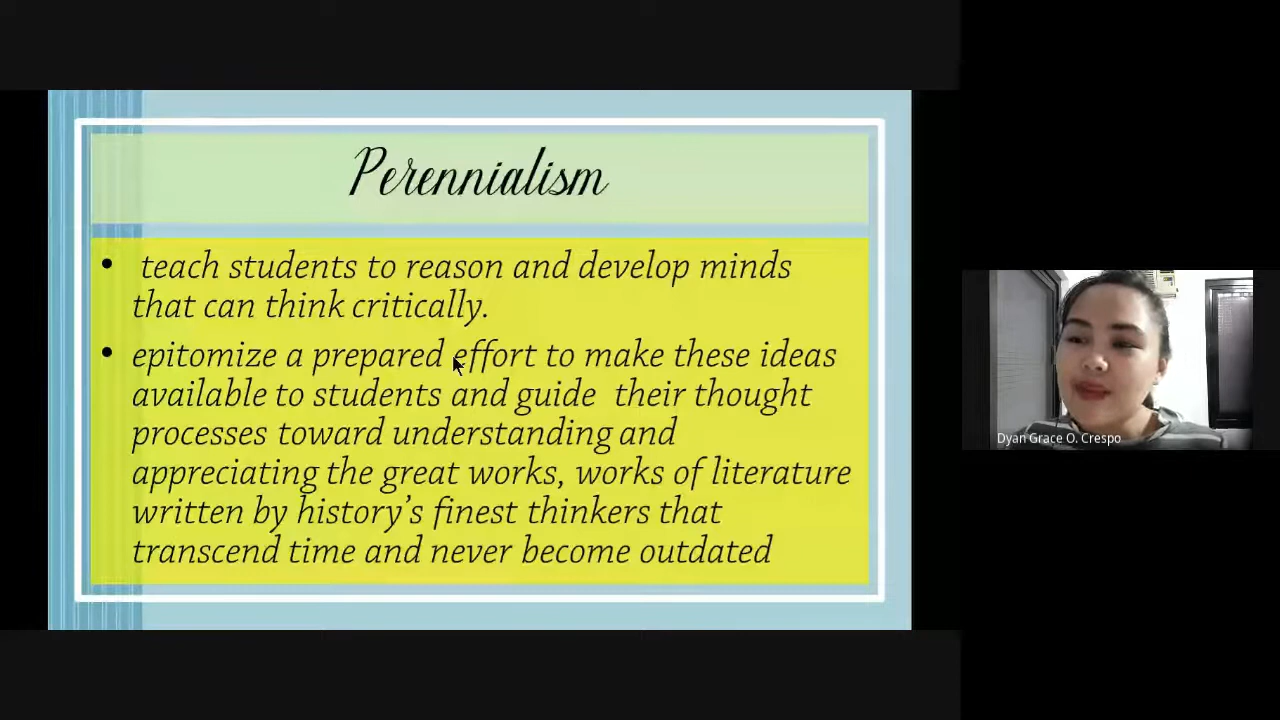 Perennialism
• teach students to reason and develop minds
that can think critically.
• epitomize a prepared effort to make these ideas
available to students and guide  their thought
processes toward understanding and
appreciating the great works, works of literature
written by history’s finest thinkers that
transcend time and never become outdated
Dyan Grace O. Crespo